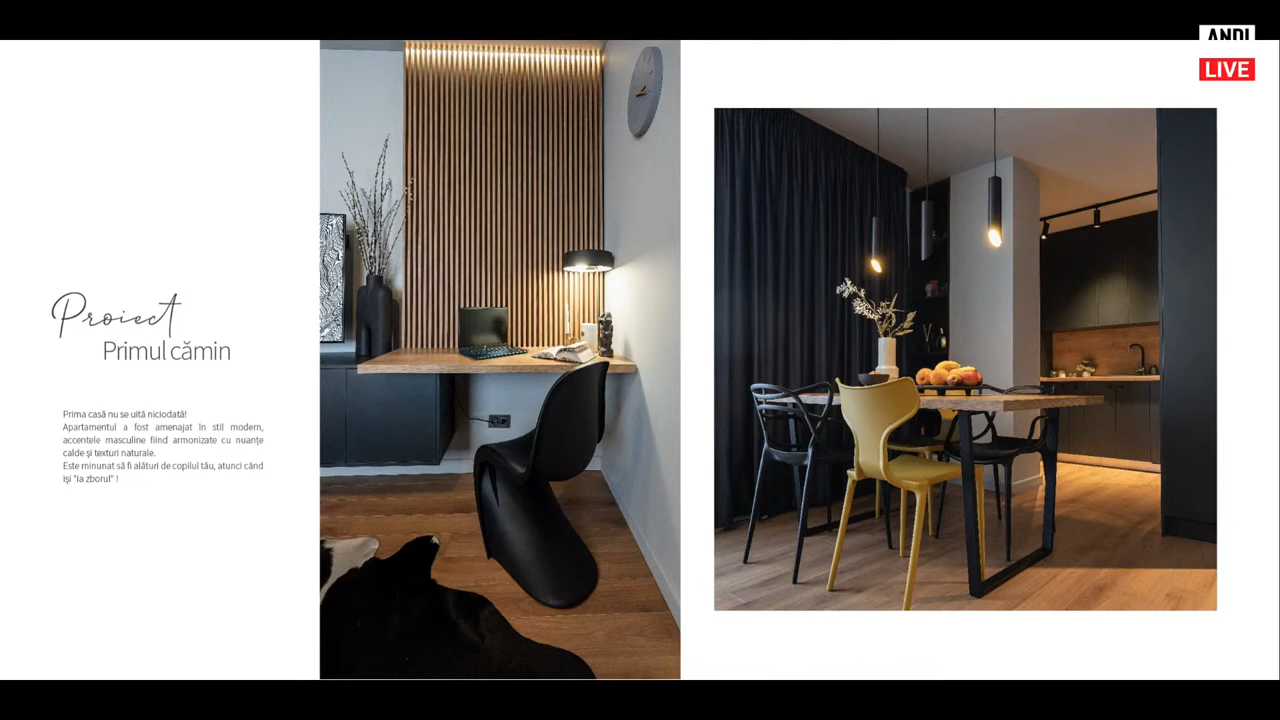 ANDI
LIVE
Proiect
Primul cămin
Prima casă nu se uită niciodată!
Apartamentul a fost amenajat în stil modern,
accentele masculine fiind armonizate cu nuanțe
calde și texturi naturale.
Este minunat să fi alături de copilul tău, atunci când
își "ia zborul" !